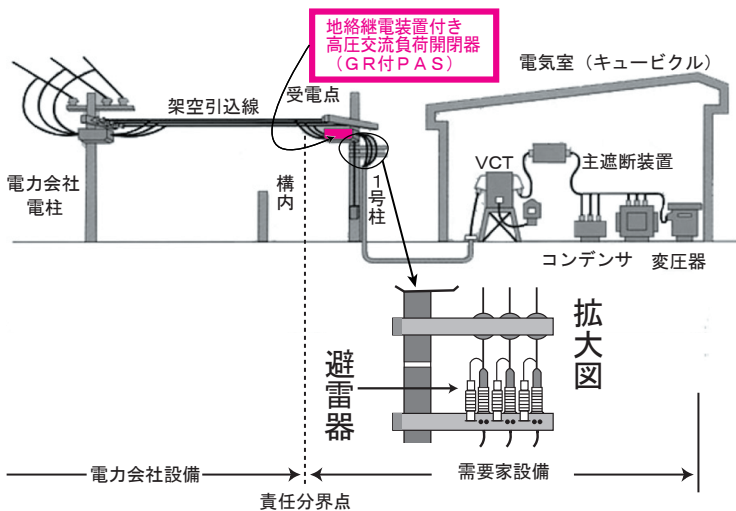 地絡継電装置付き
高圧交流負荷開閉器
（ＧＲ付ＰＡＳ）
電気室（キュービクル）
架空引込線
受電点
VCT
主遮断装置
電力会社
電柱
構内
１号柱
コンデンサ
変圧器
拡大図
避雷器
電力会社設備
需要家設備
責任分界点